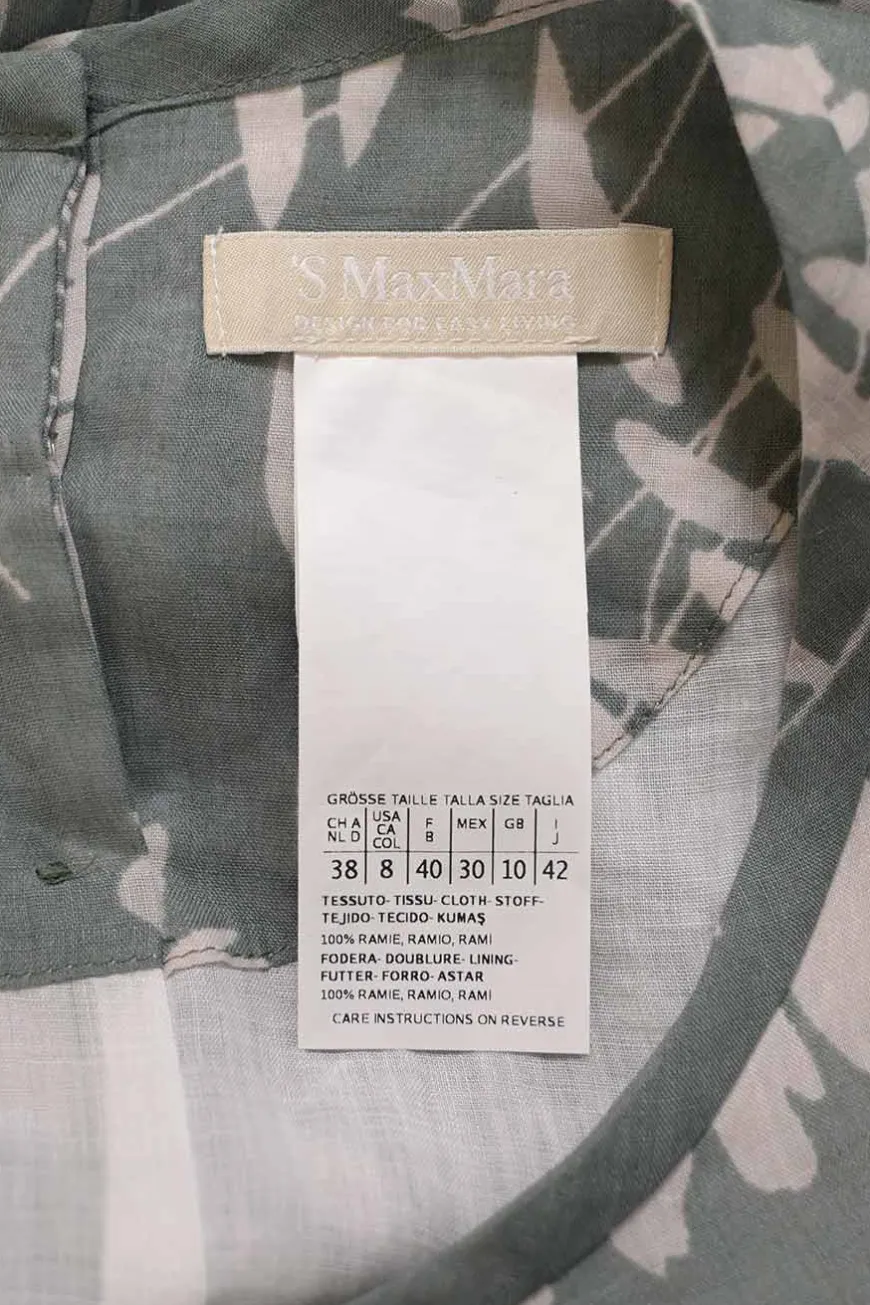 'S MaxMara
DESIGN FOR EASY LIVING
GRÖSSE TAILLE TALLA SIZE TAGLIA
CH A NL D USA CA COL F B MEX GB I J
38 8 40 30 10 42
TESSUTO- TISSU- CLOTH- STOFF-
TEJIDO- TECIDO- KUMAŞ
100% RAMIE, RAMIO, RAMI
FODERA- DOUBLURE- LINING-
FUTTER- FORRO- ASTAR
100% RAMIE, RAMIO, RAMI
CARE INSTRUCTIONS ON REVERSE